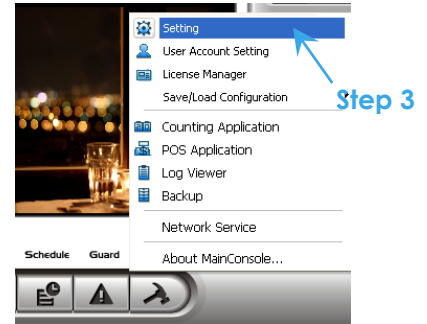 Setting
User Account Setting
License Manager
Save/Load Configuration
Step 3
Counting Application
POS Application
Log Viewer
Backup
Network Service
Schedule Guard
About MainConsole...